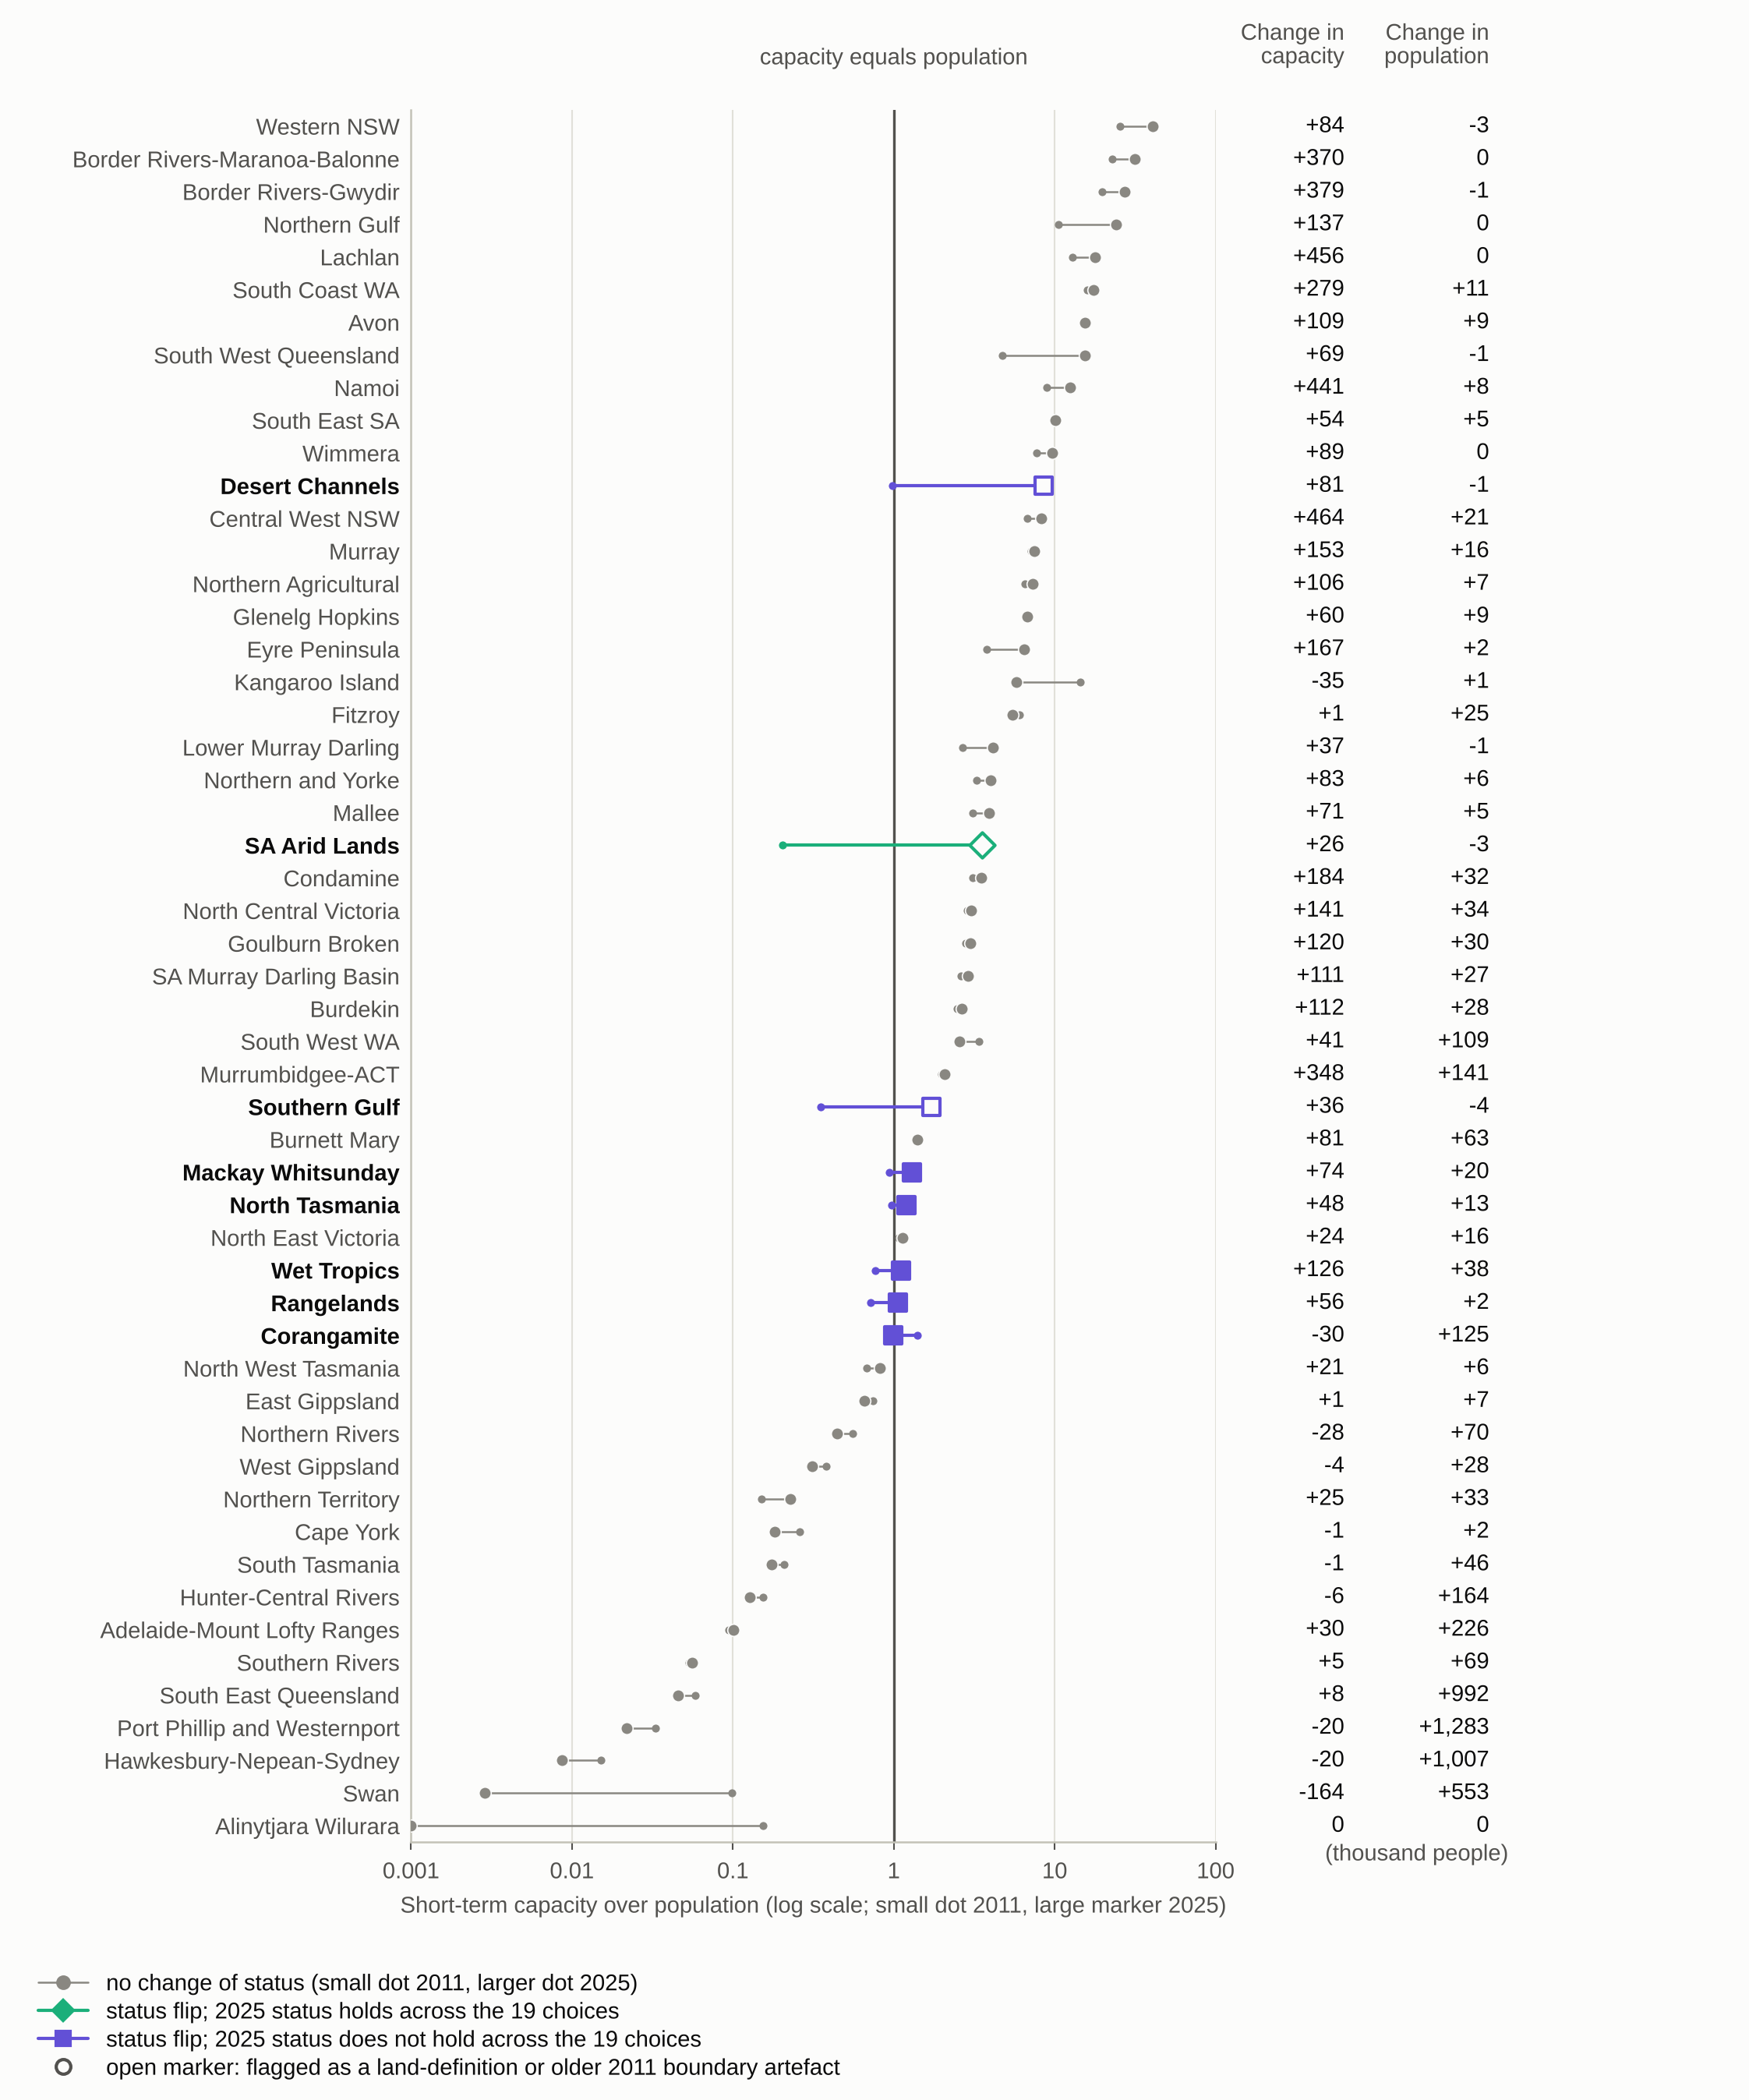 Change in Change in
capacity equals population capacity population
Western NSW +84 -3
Border Rivers-Maranoa-Balonne +370 0
Border Rivers-Gwydir +379 -1
Northern Gulf +137 0
Lachlan +456 0
South Coast WA +279 +11
Avon +109 +9
South West Queensland +69 -1
Namoi +441 +8
South East SA +54 +5
Wimmera +89 0
Desert Channels +81 -1
Central West NSW +464 +21
Murray +153 +16
Northern Agricultural +106 +7
Glenelg Hopkins +60 +9
Eyre Peninsula +167 +2
Kangaroo Island -35 +1
Fitzroy +1 +25
Lower Murray Darling +37 -1
Northern and Yorke +83 +6
Mallee +71 +5
SA Arid Lands +26 -3
Condamine +184 +32
North Central Victoria +141 +34
Goulburn Broken +120 +30
SA Murray Darling Basin +111 +27
Burdekin +112 +28
South West WA +41 +109
Murrumbidgee-ACT +348 +141
Southern Gulf +36 -4
Burnett Mary +81 +63
Mackay Whitsunday +74 +20
North Tasmania +48 +13
North East Victoria +24 +16
Wet Tropics +126 +38
Rangelands +56 +2
Corangamite -30 +125
North West Tasmania +21 +6
East Gippsland +1 +7
Northern Rivers -28 +70
West Gippsland -4 +28
Northern Territory +25 +33
Cape York -1 +2
South Tasmania -1 +46
Hunter-Central Rivers -6 +164
Adelaide-Mount Lofty Ranges +30 +226
Southern Rivers +5 +69
South East Queensland +8 +992
Port Phillip and Westernport -20 +1,283
Hawkesbury-Nepean-Sydney -20 +1,007
Swan -164 +553
Alinytjara Wilurara 0 0
(thousand people)
0.001 0.01 0.1 1 10 100
Short-term capacity over population (log scale; small dot 2011, large marker 2025)
no change of status (small dot 2011, larger dot 2025)
status flip; 2025 status holds across the 19 choices
status flip; 2025 status does not hold across the 19 choices
open marker: flagged as a land-definition or older 2011 boundary artefact